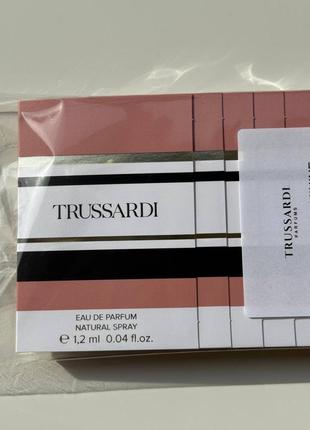 TRUSSARDI
EAU DE PARFUM
NATURAL SPRAY
℮ 1,2 ml 0.04 fl.oz.
TRUSSARDI
PARFUMS